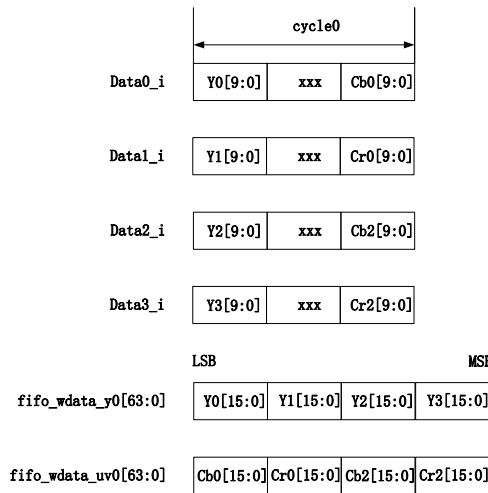 cycle0
Data0_i Y0[9:0] xxx Cb0[9:0]
Data1_i Y1[9:0] xxx Cr0[9:0]
Data2_i Y2[9:0] xxx Cb2[9:0]
Data3_i Y3[9:0] xxx Cr2[9:0]
LSB MSB
fifo_wdata_y0[63:0] Y0[15:0] Y1[15:0] Y2[15:0] Y3[15:0]
fifo_wdata_uv0[63:0] Cb0[15:0] Cr0[15:0] Cb2[15:0] Cr2[15:0]